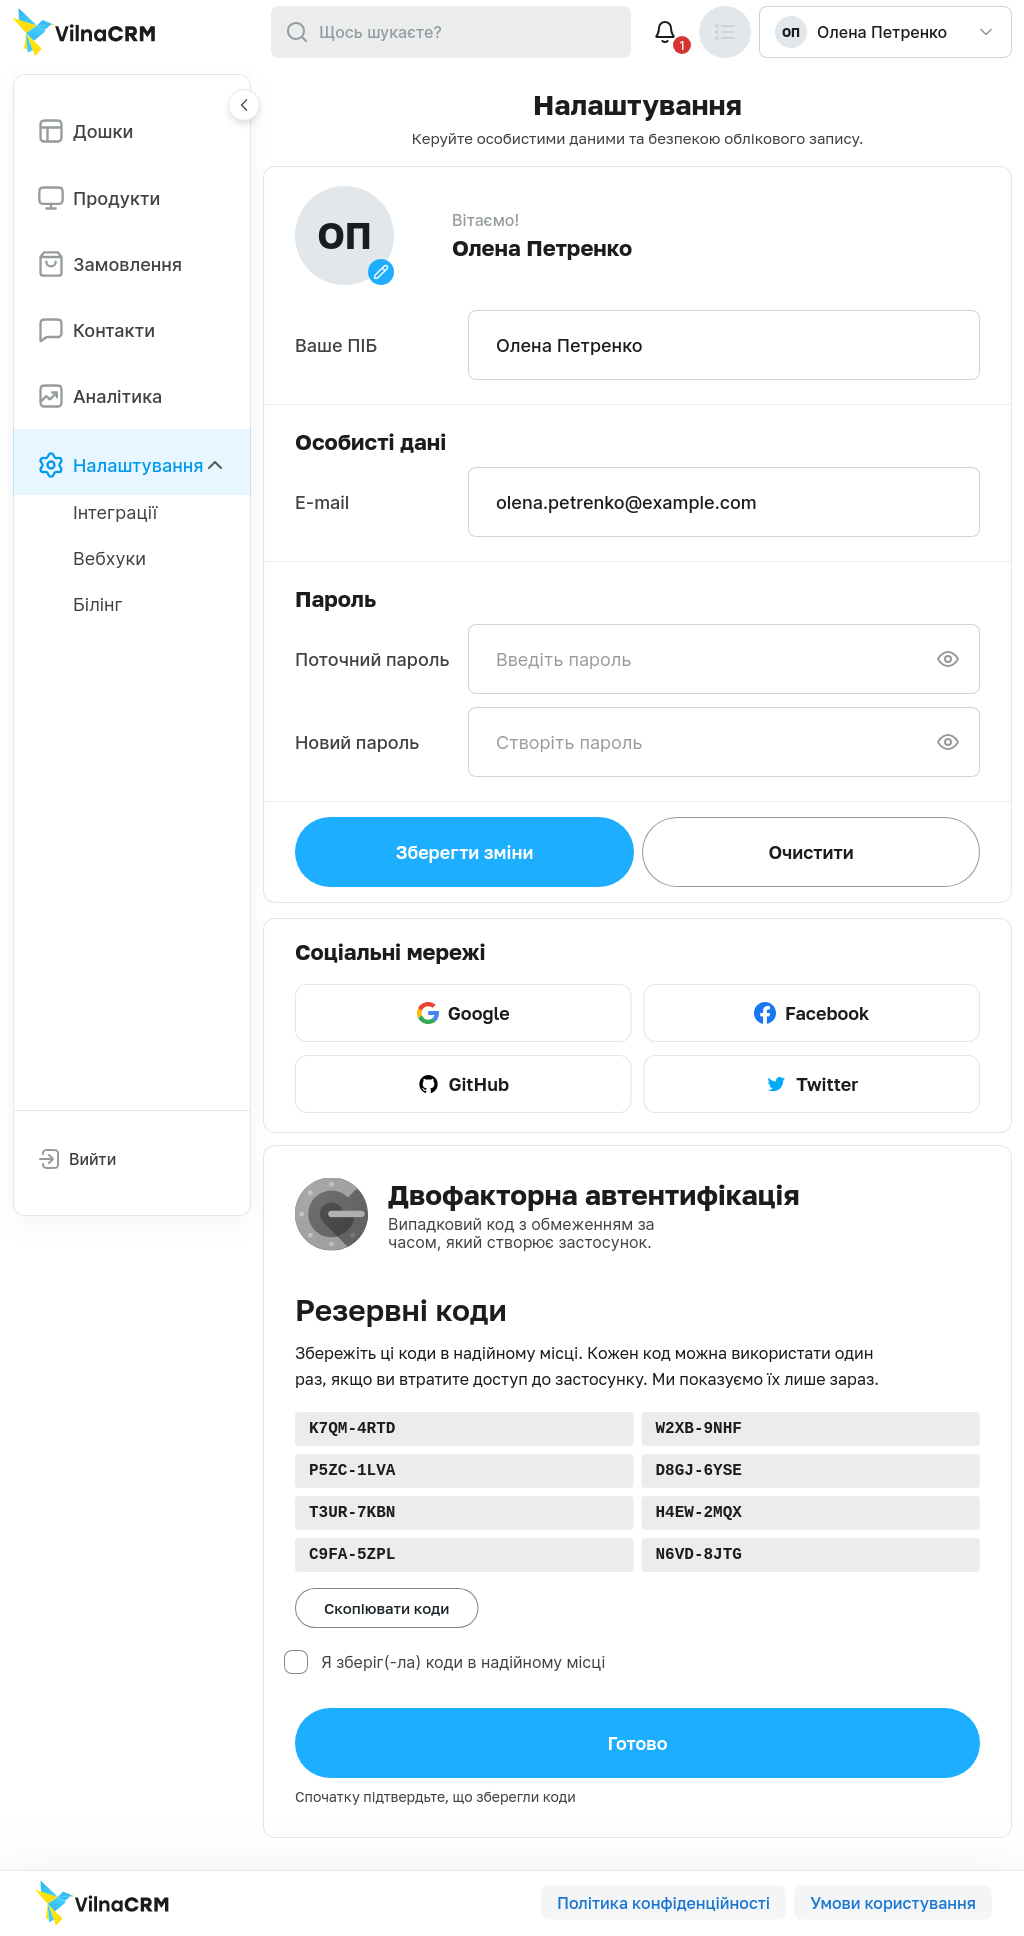 VilnaCRM
Щось шукаєте?
1
ОП
Олена Петренко
Дошки
Продукти
Замовлення
Контакти
Аналітика
Налаштування
Інтеграції
Вебхуки
Білінг
Вийти
Налаштування
Керуйте особистими даними та безпекою облікового запису.
ОП
Вітаємо!
Олена Петренко
Ваше ПІБ
Олена Петренко
Особисті дані
E-mail
olena.petrenko@example.com
Пароль
Поточний пароль
Введіть пароль
Новий пароль
Створіть пароль
Зберегти зміни
Очистити
Соціальні мережі
Google
Facebook
GitHub
Twitter
Двофакторна автентифікація
Випадковий код з обмеженням за
часом, який створює застосунок.
Резервні коди
Збережіть ці коди в надійному місці. Кожен код можна використати один
раз, якщо ви втратите доступ до застосунку. Ми показуємо їх лише зараз.
K7QM-4RTD
W2XB-9NHF
P5ZC-1LVA
D8GJ-6YSE
T3UR-7KBN
H4EW-2MQX
C9FA-5ZPL
N6VD-8JTG
Скопіювати коди
Я зберіг(-ла) коди в надійному місці
Готово
Спочатку підтвердьте, що зберегли коди
VilnaCRM
Політика конфіденційності
Умови користування